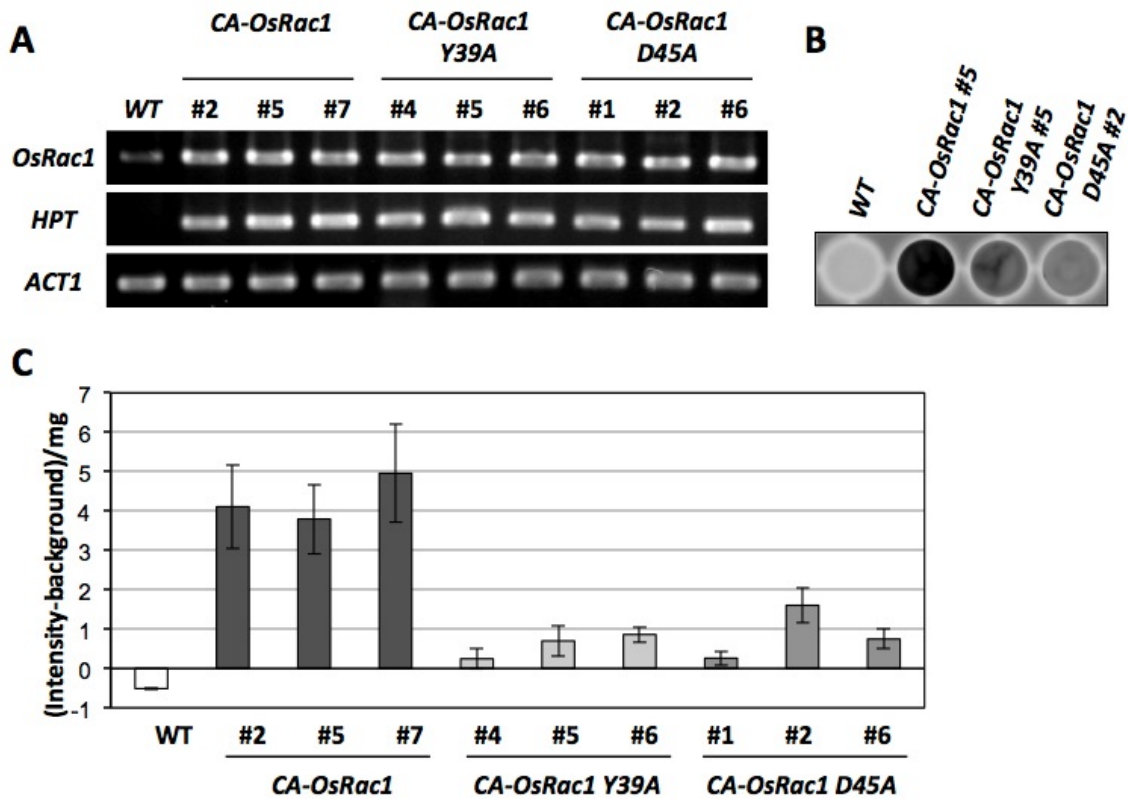 A
CA-OsRac1
CA-OsRac1 Y39A
CA-OsRac1 D45A
WT #2 #5 #7 #4 #5 #6 #1 #2 #6
OsRac1
HPT
ACT1
B
WT
CA-OsRac1 #5
CA-OsRac1 Y39A #5
CA-OsRac1 D45A #2
C
(Intensity-background)/mg
7
6
5
4
3
2
1
0
-1
WT #2 #5 #7 #4 #5 #6 #1 #2 #6
CA-OsRac1 CA-OsRac1 Y39A CA-OsRac1 D45A